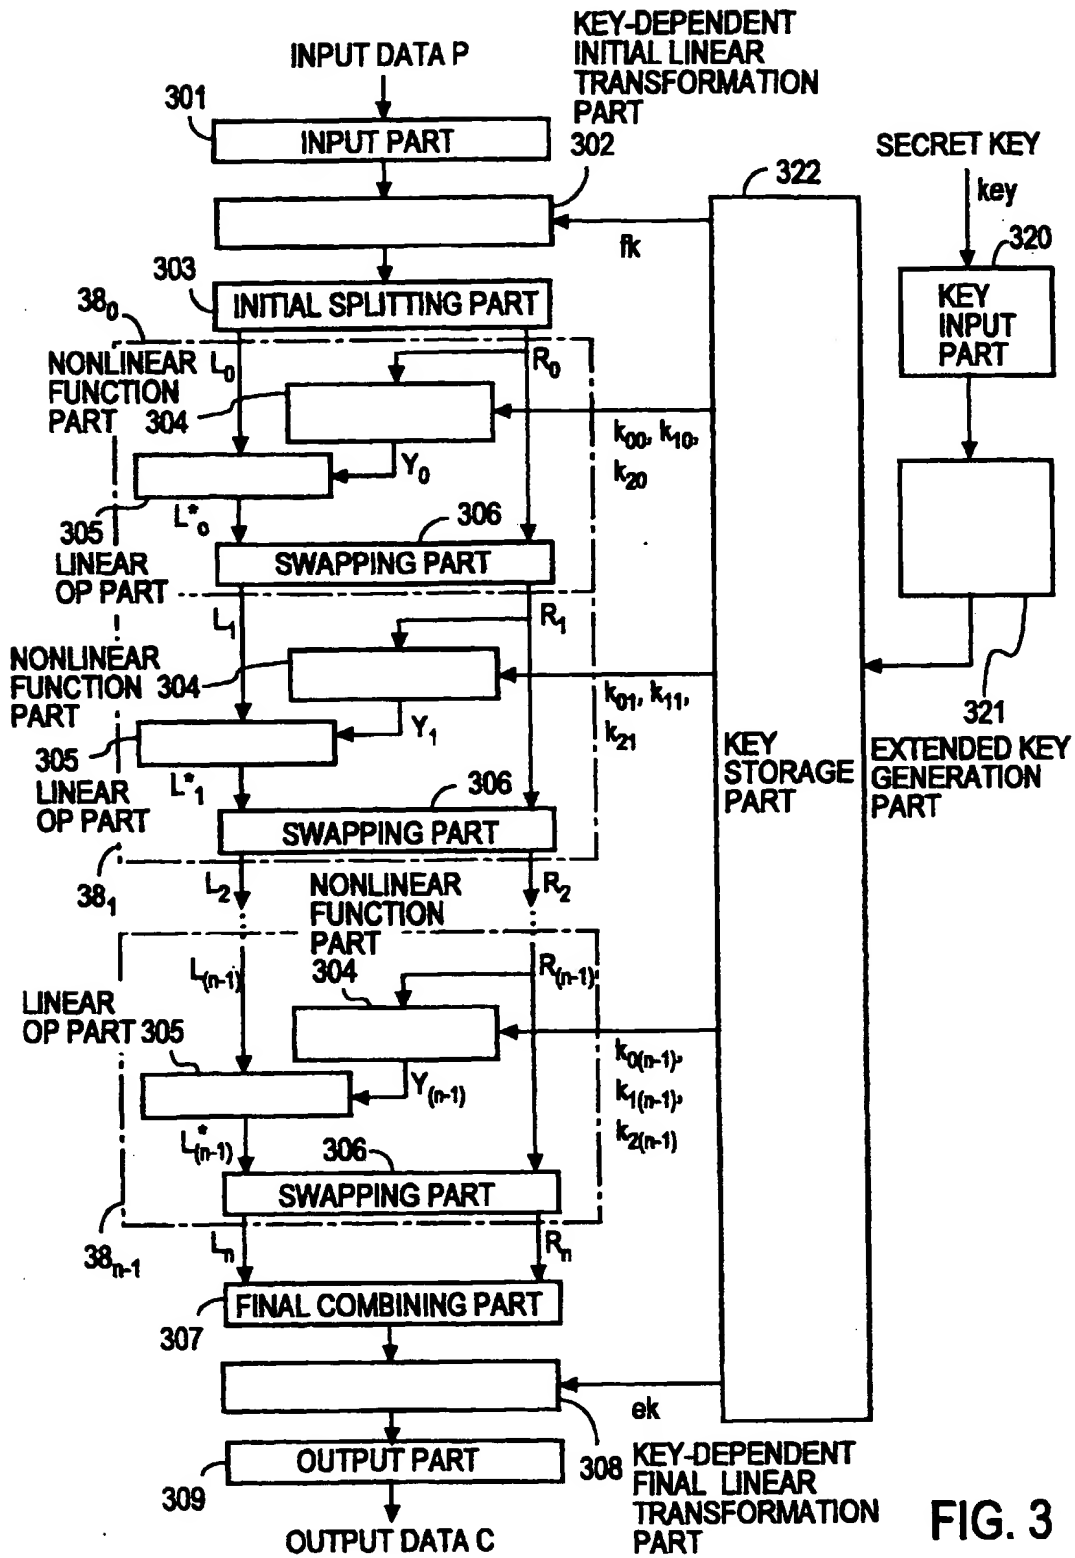 KEY-DEPENDENT
INITIAL LINEAR
TRANSFORMATION
PART
INPUT DATA P
301
INPUT PART
302
SECRET KEY
322
key
fk
320
303
INITIAL SPLITTING PART
KEY
INPUT
PART
38₀
NONLINEAR
FUNCTION
PART
L₀
R₀
304
k₀₀, k₁₀,
k₂₀
Y₀
305
L*₀
306
LINEAR
OP PART
SWAPPING PART
L₁
R₁
NONLINEAR
FUNCTION
PART
304
k₀₁, k₁₁,
k₂₁
Y₁
321
EXTENDED KEY
GENERATION
PART
KEY
STORAGE
PART
305
L*₁
306
LINEAR
OP PART
SWAPPING PART
38₁
L₂
R₂
NONLINEAR
FUNCTION
PART
304
L(n-1)
R(n-1)
LINEAR
OP PART
305
k₀(n-1),
k₁(n-1),
k₂(n-1)
Y(n-1)
L*(n-1)
306
SWAPPING PART
38n-1
Ln
Rn
FINAL COMBINING PART
307
ek
308
KEY-DEPENDENT
FINAL LINEAR
TRANSFORMATION
PART
OUTPUT PART
309
OUTPUT DATA C
FIG. 3